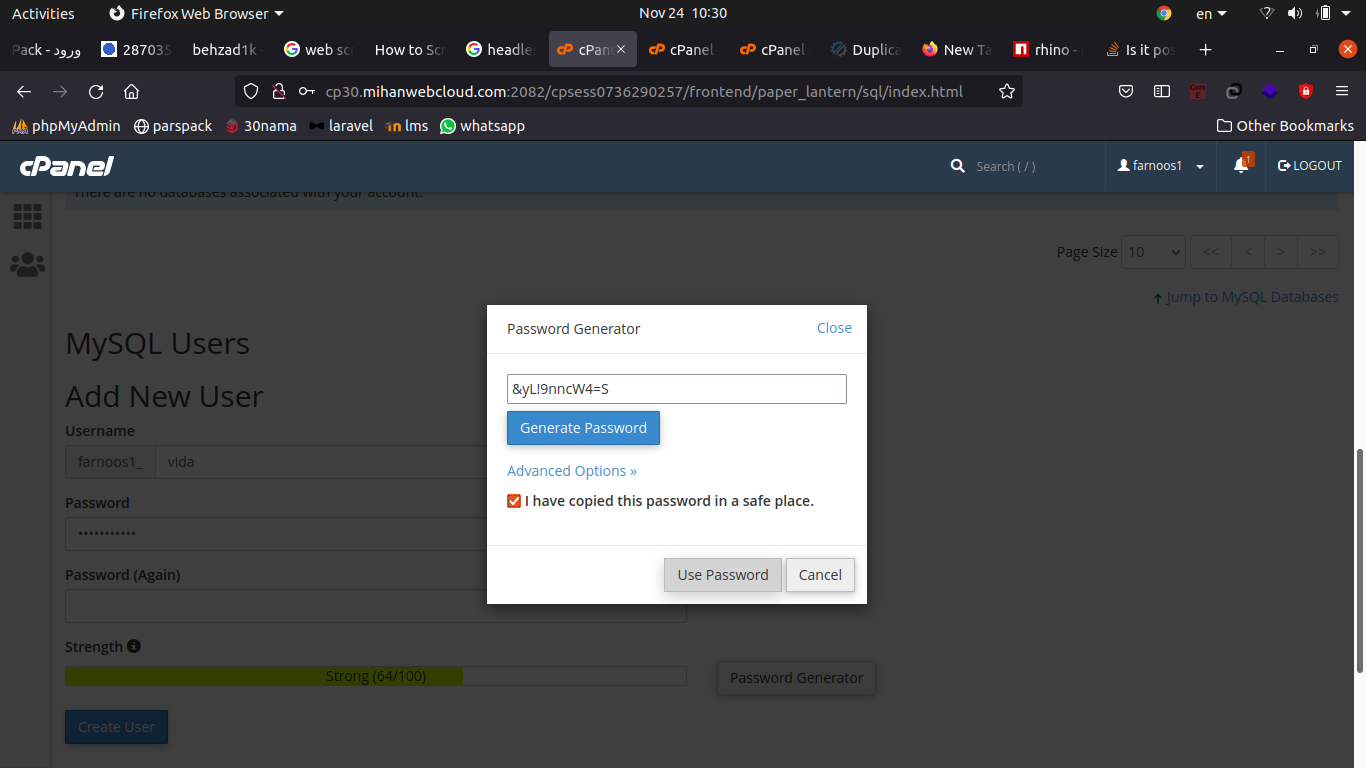 Activities Firefox Web Browser Nov 24 10:30 en
Pack - ورود 28703 behzad1k web scr How to Scr headles cPane cPanel cPanel Duplica New Ta rhino - Is it pos
cp30.mihanwebcloud.com:2082/cpsess0736290257/frontend/paper_lantern/sql/index.html
phpMyAdmin parspack 30nama laravel lms whatsapp Other Bookmarks
cPanel Search ( / ) farnoos1 1 LOGOUT
There are no databases associated with your account.
Page Size 10 << < > >>
Jump to MySQL Databases
Password Generator Close
MySQL Users
&yL!9nncW4=S
Add New User
Generate Password
Username
farnoos1_ vida
Advanced Options »
Password
I have copied this password in a safe place.
•••••••••••
Password (Again)
Use Password Cancel
Strength
Strong (64/100) Password Generator
Create User